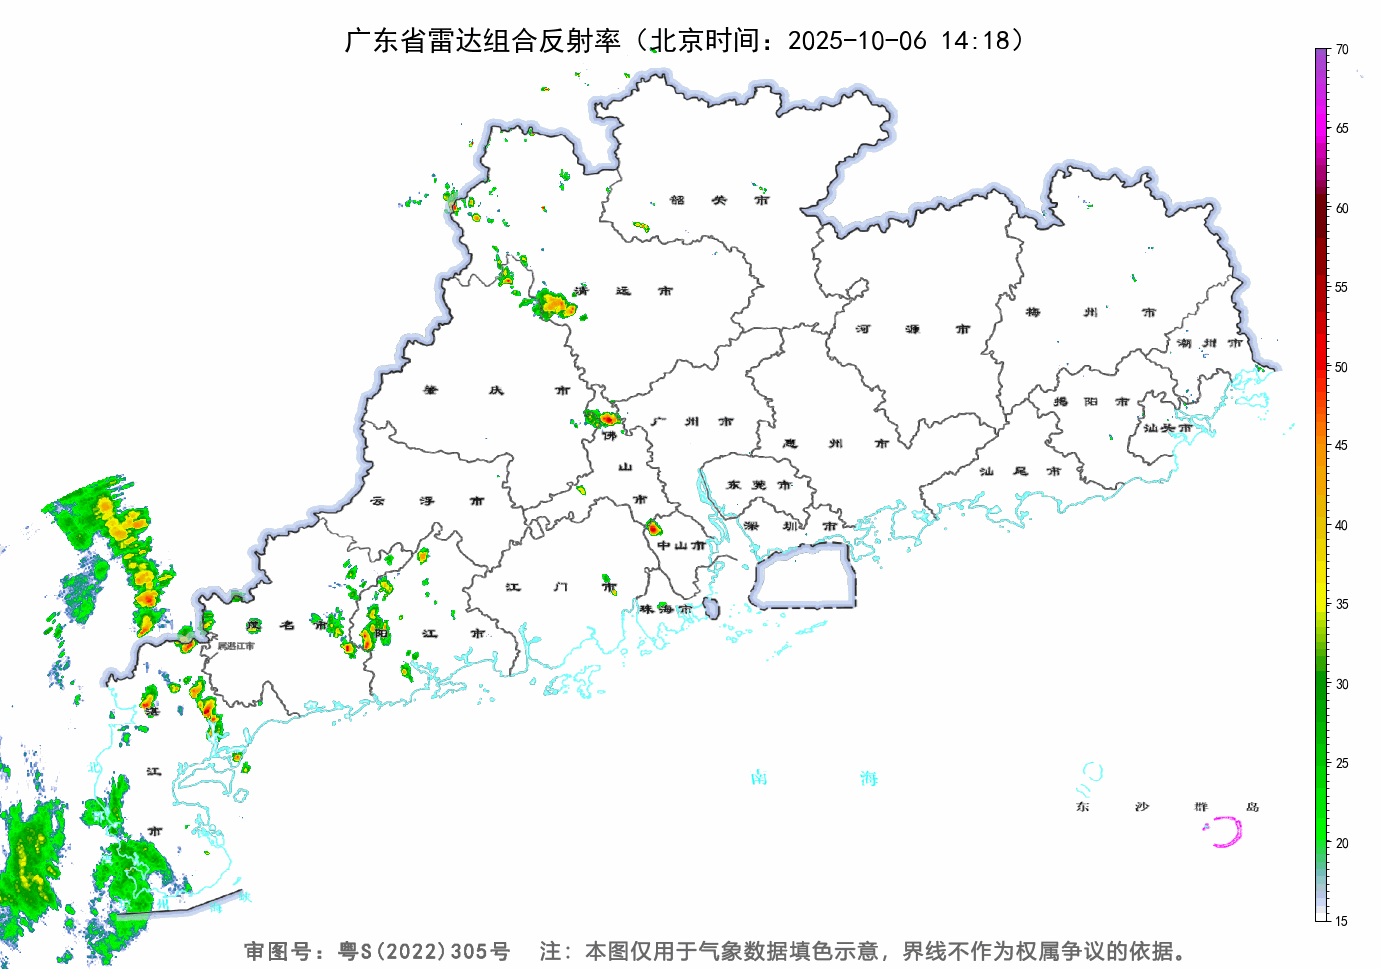 广东省雷达组合反射率（北京时间：2025-10-06 14:18）
70
65
60
55
50
45
40
35
30
25
20
15
韶关市
清远市
河源市
梅州市
潮州市
肇庆市
广州市
佛山市
惠州市
揭阳市
汕头市
汕尾市
云浮市
东莞市
深圳市
中山市
江门市
珠海市
茂名市
阳江市
属湛江市
湛江市
北
南海
东沙群岛
州海峡
审图号：粤S(2022)305号 注：本图仅用于气象数据填色示意，界线不作为权属争议的依据。